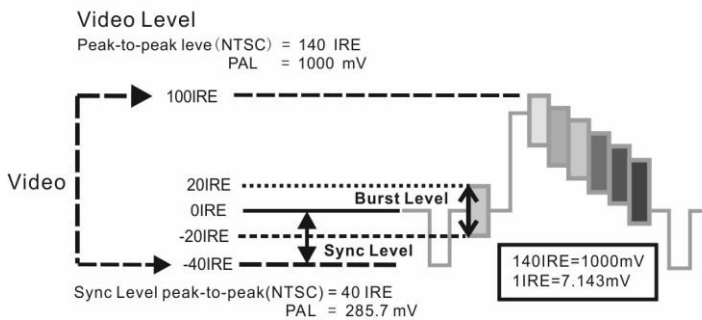 Video Level
Peak-to-peak leve(NTSC) = 140 IRE
PAL = 1000 mV
100IRE
Video
20IRE
Burst Level
0IRE
-20IRE
Sync Level
-40IRE
140IRE=1000mV
1IRE=7.143mV
Sync Level peak-to-peak(NTSC) = 40 IRE
PAL = 285.7 mV